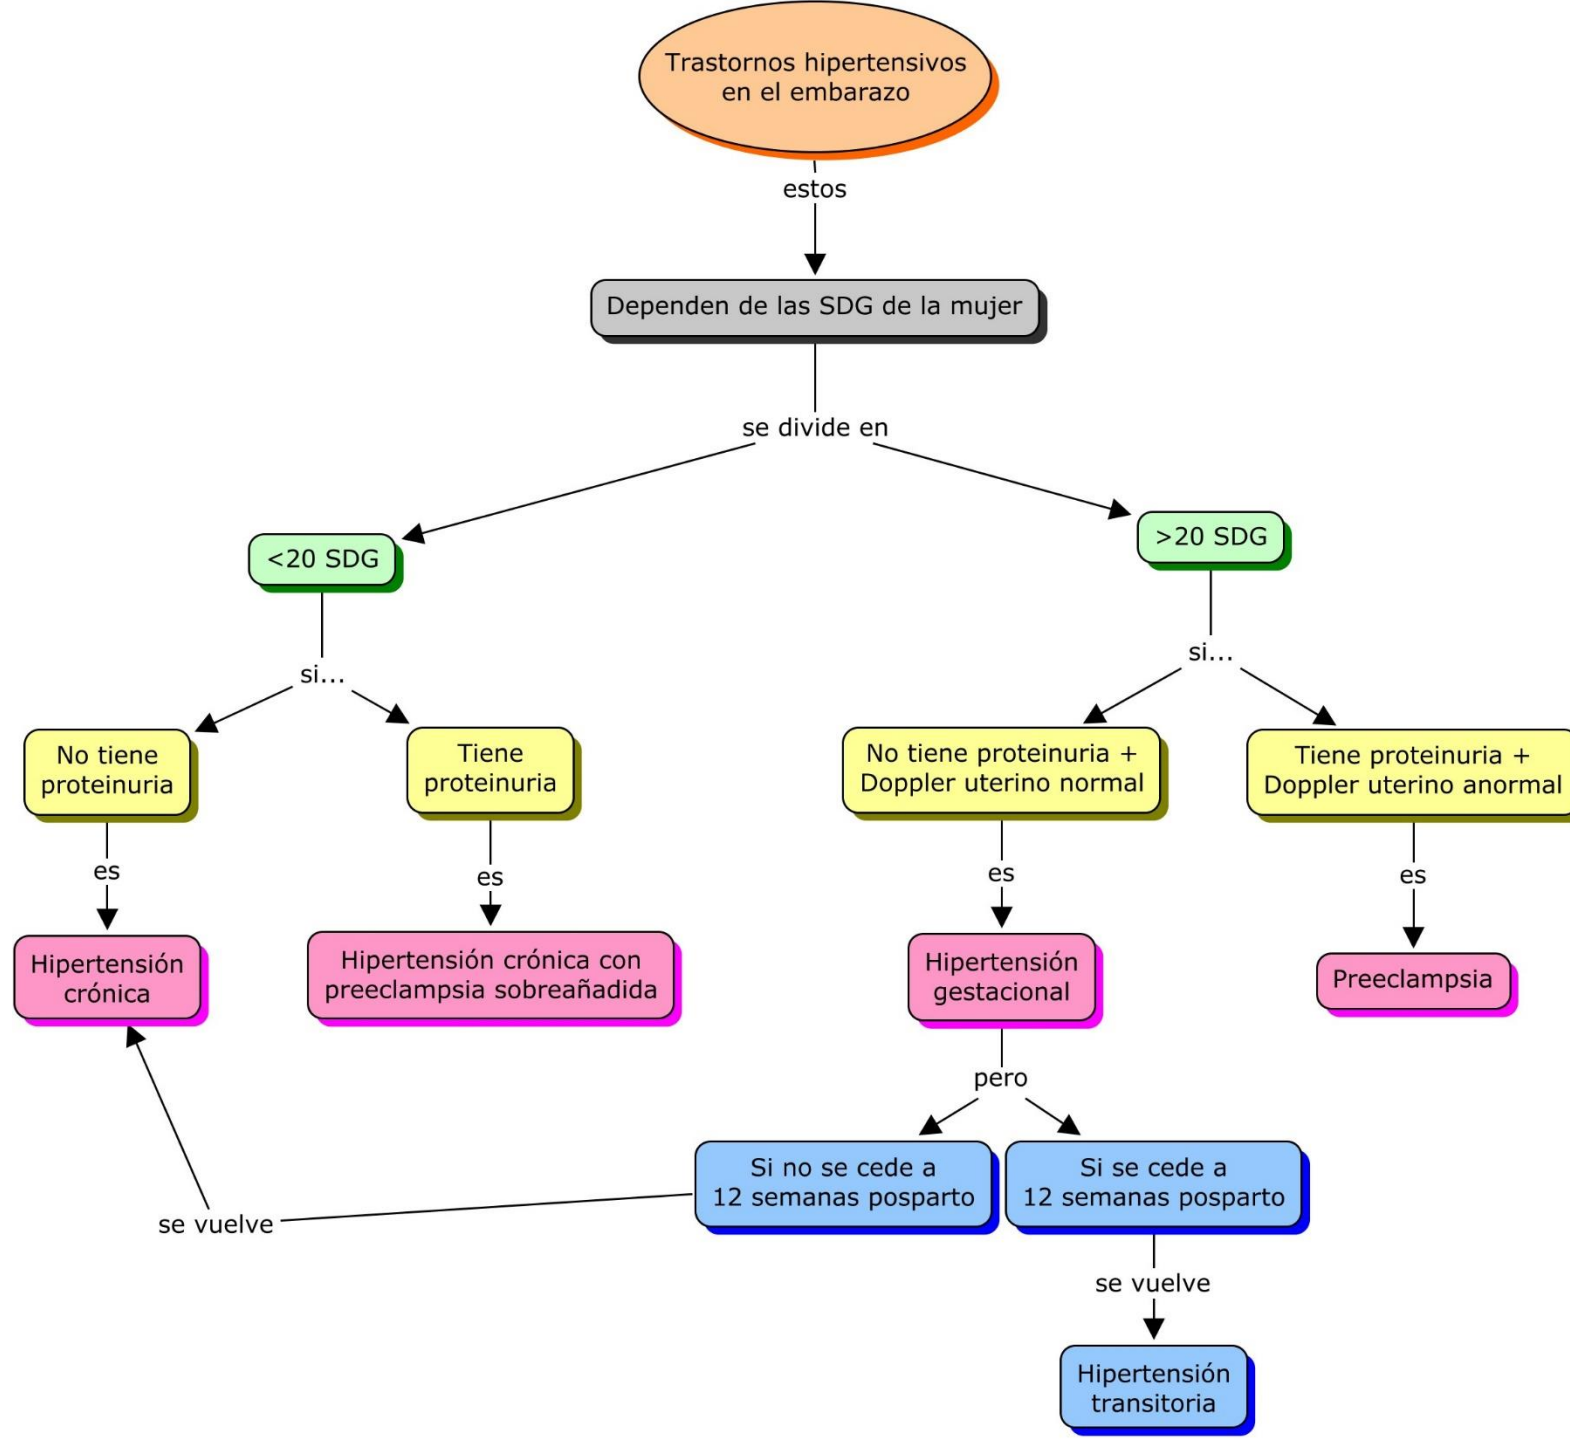 Trastornos hipertensivos
en el embarazo
estos
Dependen de las SDG de la mujer
se divide en
<20 SDG
>20 SDG
si...
si...
No tiene
proteinuria
Tiene
proteinuria
No tiene proteinuria +
Doppler uterino normal
Tiene proteinuria +
Doppler uterino anormal
es
es
es
es
Hipertensión
crónica
Hipertensión crónica con
preeclampsia sobreañadida
Hipertensión
gestacional
Preeclampsia
pero
Si no se cede a
12 semanas posparto
Si se cede a
12 semanas posparto
se vuelve
se vuelve
Hipertensión
transitoria